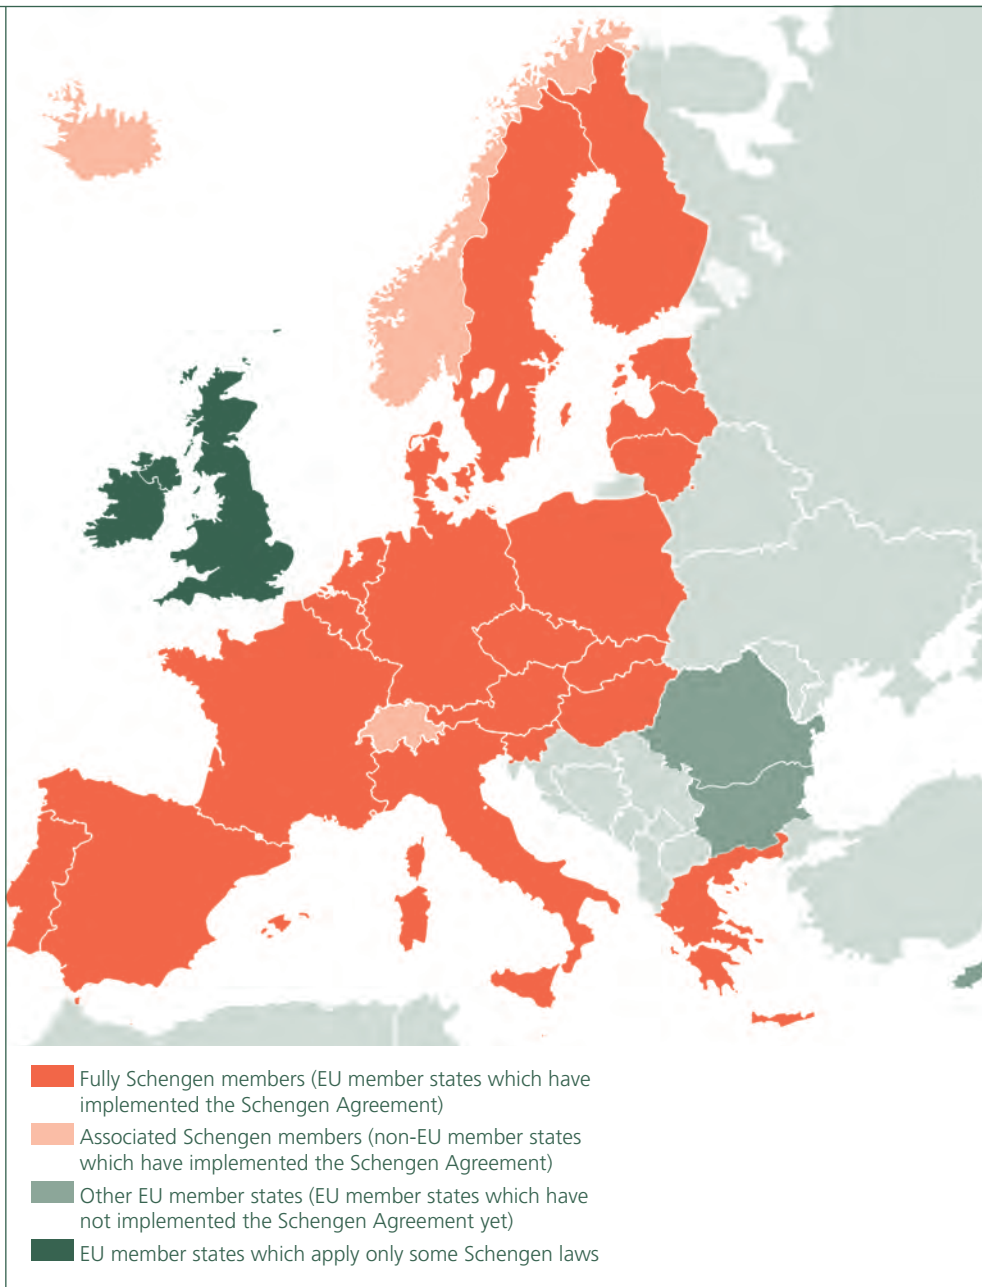 Fully Schengen members (EU member states which have
implemented the Schengen Agreement)
Associated Schengen members (non-EU member states
which have implemented the Schengen Agreement)
Other EU member states (EU member states which have
not implemented the Schengen Agreement yet)
EU member states which apply only some Schengen laws